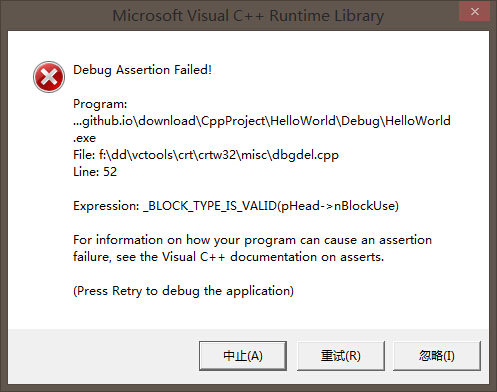 Microsoft Visual C++ Runtime Library
Debug Assertion Failed!
Program:
...github.io\download\CppProject\HelloWorld\Debug\HelloWorld
.exe
File: f:\dd\vctools\crt\crtw32\misc\dbgdel.cpp
Line: 52
Expression: _BLOCK_TYPE_IS_VALID(pHead->nBlockUse)
For information on how your program can cause an assertion
failure, see the Visual C++ documentation on asserts.
(Press Retry to debug the application)
中止(A)
重试(R)
忽略(I)